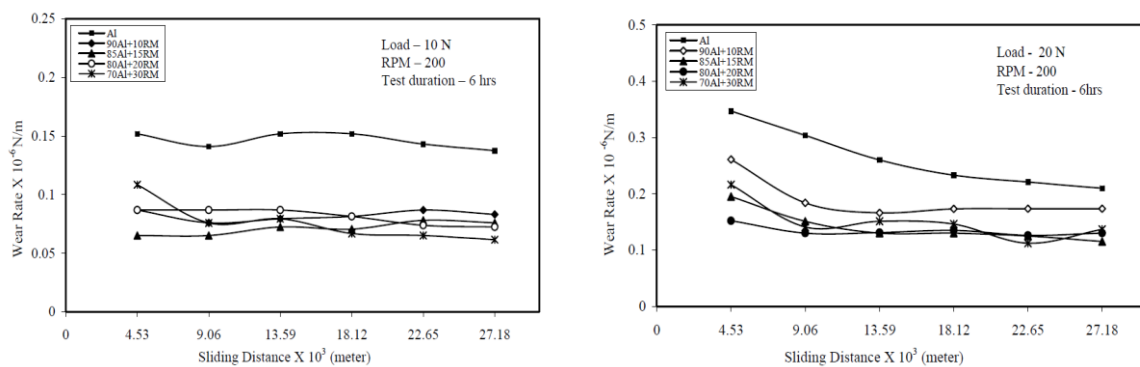 0.25
0.2
0.15
0.1
0.05
0
Wear Rate X 10⁻⁶N/m
Al
90Al+10RM
85Al+15RM
80Al+20RM
70Al+30RM
Load – 10 N
RPM – 200
Test duration – 6 hrs
0 4.53 9.06 13.59 18.12 22.65 27.18
Sliding Distance X 10³ (meter)
0.5
0.4
0.3
0.2
0.1
0
Wear Rate X 10⁻⁶N/m
Al
90Al+10RM
85Al+15RM
80Al+20RM
70Al+30RM
Load - 20 N
RPM - 200
Test duration - 6hrs
0 4.53 9.06 13.59 18.12 22.65 27.18
Sliding Distance X 10³ (meter)